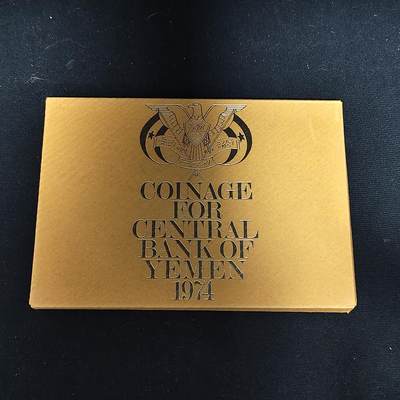 COINAGE
FOR
CENTRAL
BANK OF
YEMEN
1974